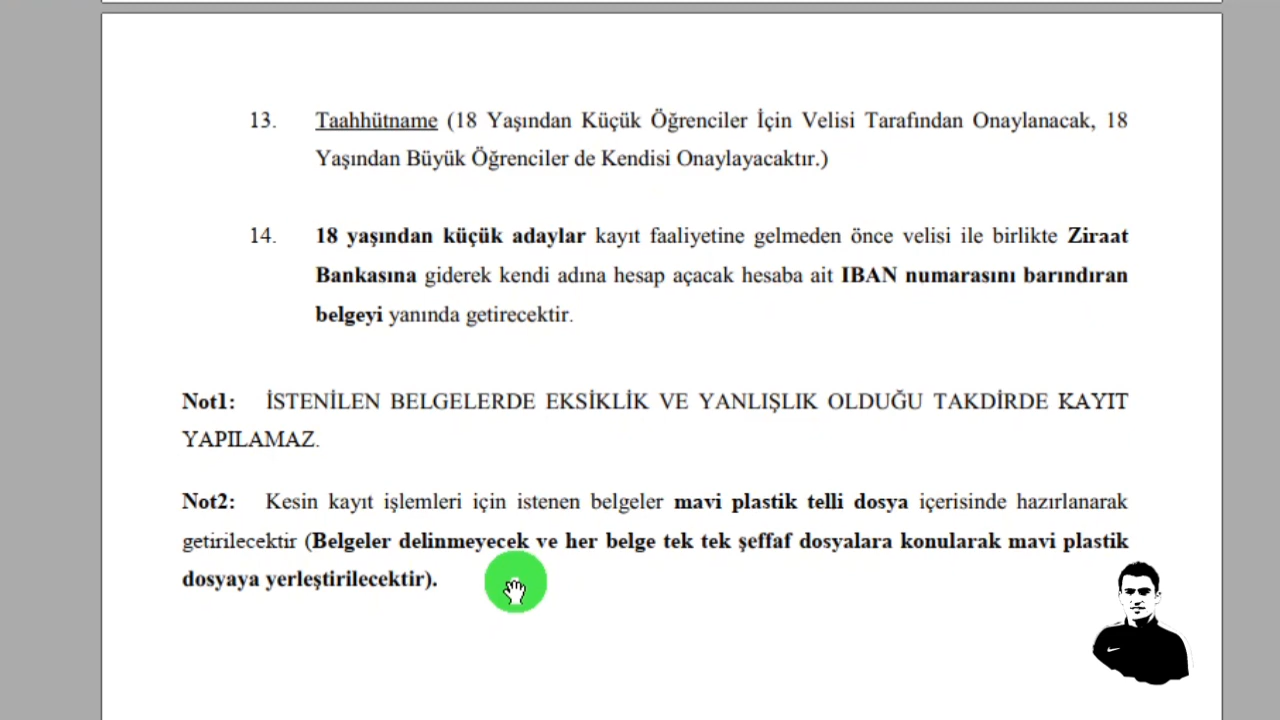 13. Taahhütname (18 Yaşından Küçük Öğrenciler İçin Velisi Tarafından Onaylanacak, 18
Yaşından Büyük Öğrenciler de Kendisi Onaylayacaktır.)
14. 18 yaşından küçük adaylar kayıt faaliyetine gelmeden önce velisi ile birlikte Ziraat
Bankasına giderek kendi adına hesap açacak hesaba ait IBAN numarasını barındıran
belgeyi yanında getirecektir.
Not1: İSTENİLEN BELGELERDE EKSİKLİK VE YANLIŞLIK OLDUĞU TAKDİRDE KAYIT
YAPILAMAZ.
Not2: Kesin kayıt işlemleri için istenen belgeler mavi plastik telli dosya içerisinde hazırlanarak
getirilecektir (Belgeler delinmeyecek ve her belge tek tek şeffaf dosyalara konularak mavi plastik
dosyaya yerleştirilecektir).